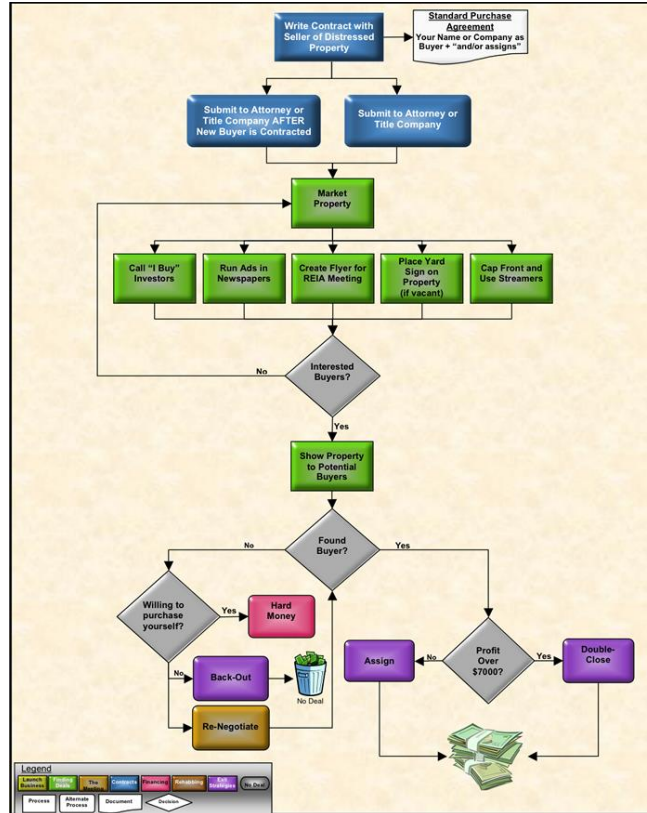 Write Contract with
Seller of Distressed
Property
Standard Purchase
Agreement
Your Name or Company as
Buyer + “and/or assigns”
Submit to Attorney or
Title Company AFTER
New Buyer is Contracted
Submit to Attorney or
Title Company
Market
Property
Call “I Buy”
Investors
Run Ads in
Newspapers
Create Flyer for
REIA Meeting
Place Yard
Sign on
Property
(if vacant)
Cap Front and
Use Streamers
No
Interested
Buyers?
Yes
Show Property
to Potential
Buyers
No
Found
Buyer?
Yes
Willing to
purchase
yourself?
Yes
Hard
Money
No
Back-Out
No Deal
Re-Negotiate
Assign
No
Profit
Over
$7000?
Yes
Double-
Close
Legend
Launch
Business
Finding
Deals
The
Meeting
Contracts
Financing
Rehabbing
Exit
Strategies
No Deal
Process
Alternate
Process
Document
Decision